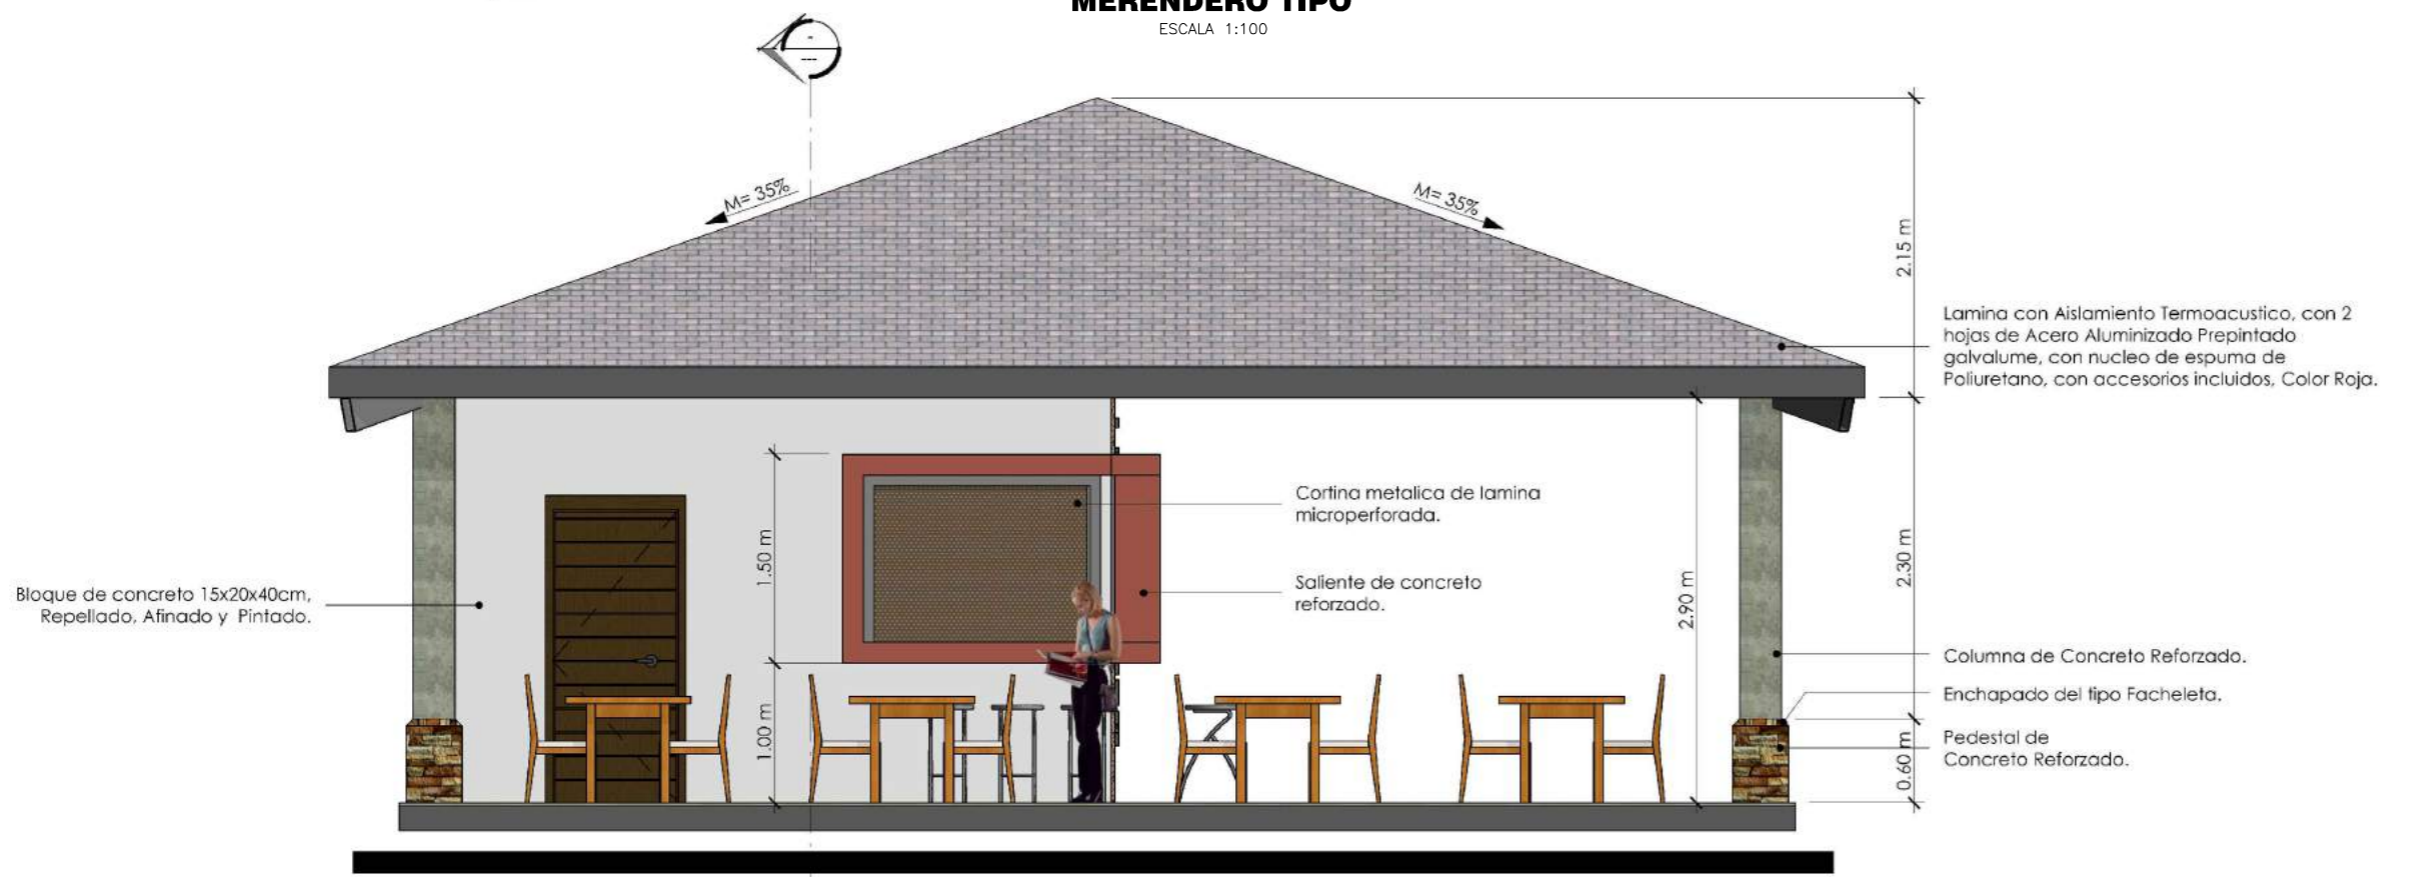 MERENDERO TIPO
ESCALA 1:100
-
---
M= 35%
M= 35%
2.15 m
Lamina con Aislamiento Termoacustico, con 2
hojas de Acero Aluminizado Prepintado
galvalume, con nucleo de espuma de
Poliuretano, con accesorios incluidos, Color Roja.
Cortina metalica de lamina
microperforada.
1.50 m
2.30 m
Saliente de concreto
reforzado.
2.90 m
Bloque de concreto 15x20x40cm,
Repellado, Afinado y Pintado.
Columna de Concreto Reforzado.
Enchapado del tipo Facheleta.
1.00 m
0.60 m
Pedestal de
Concreto Reforzado.